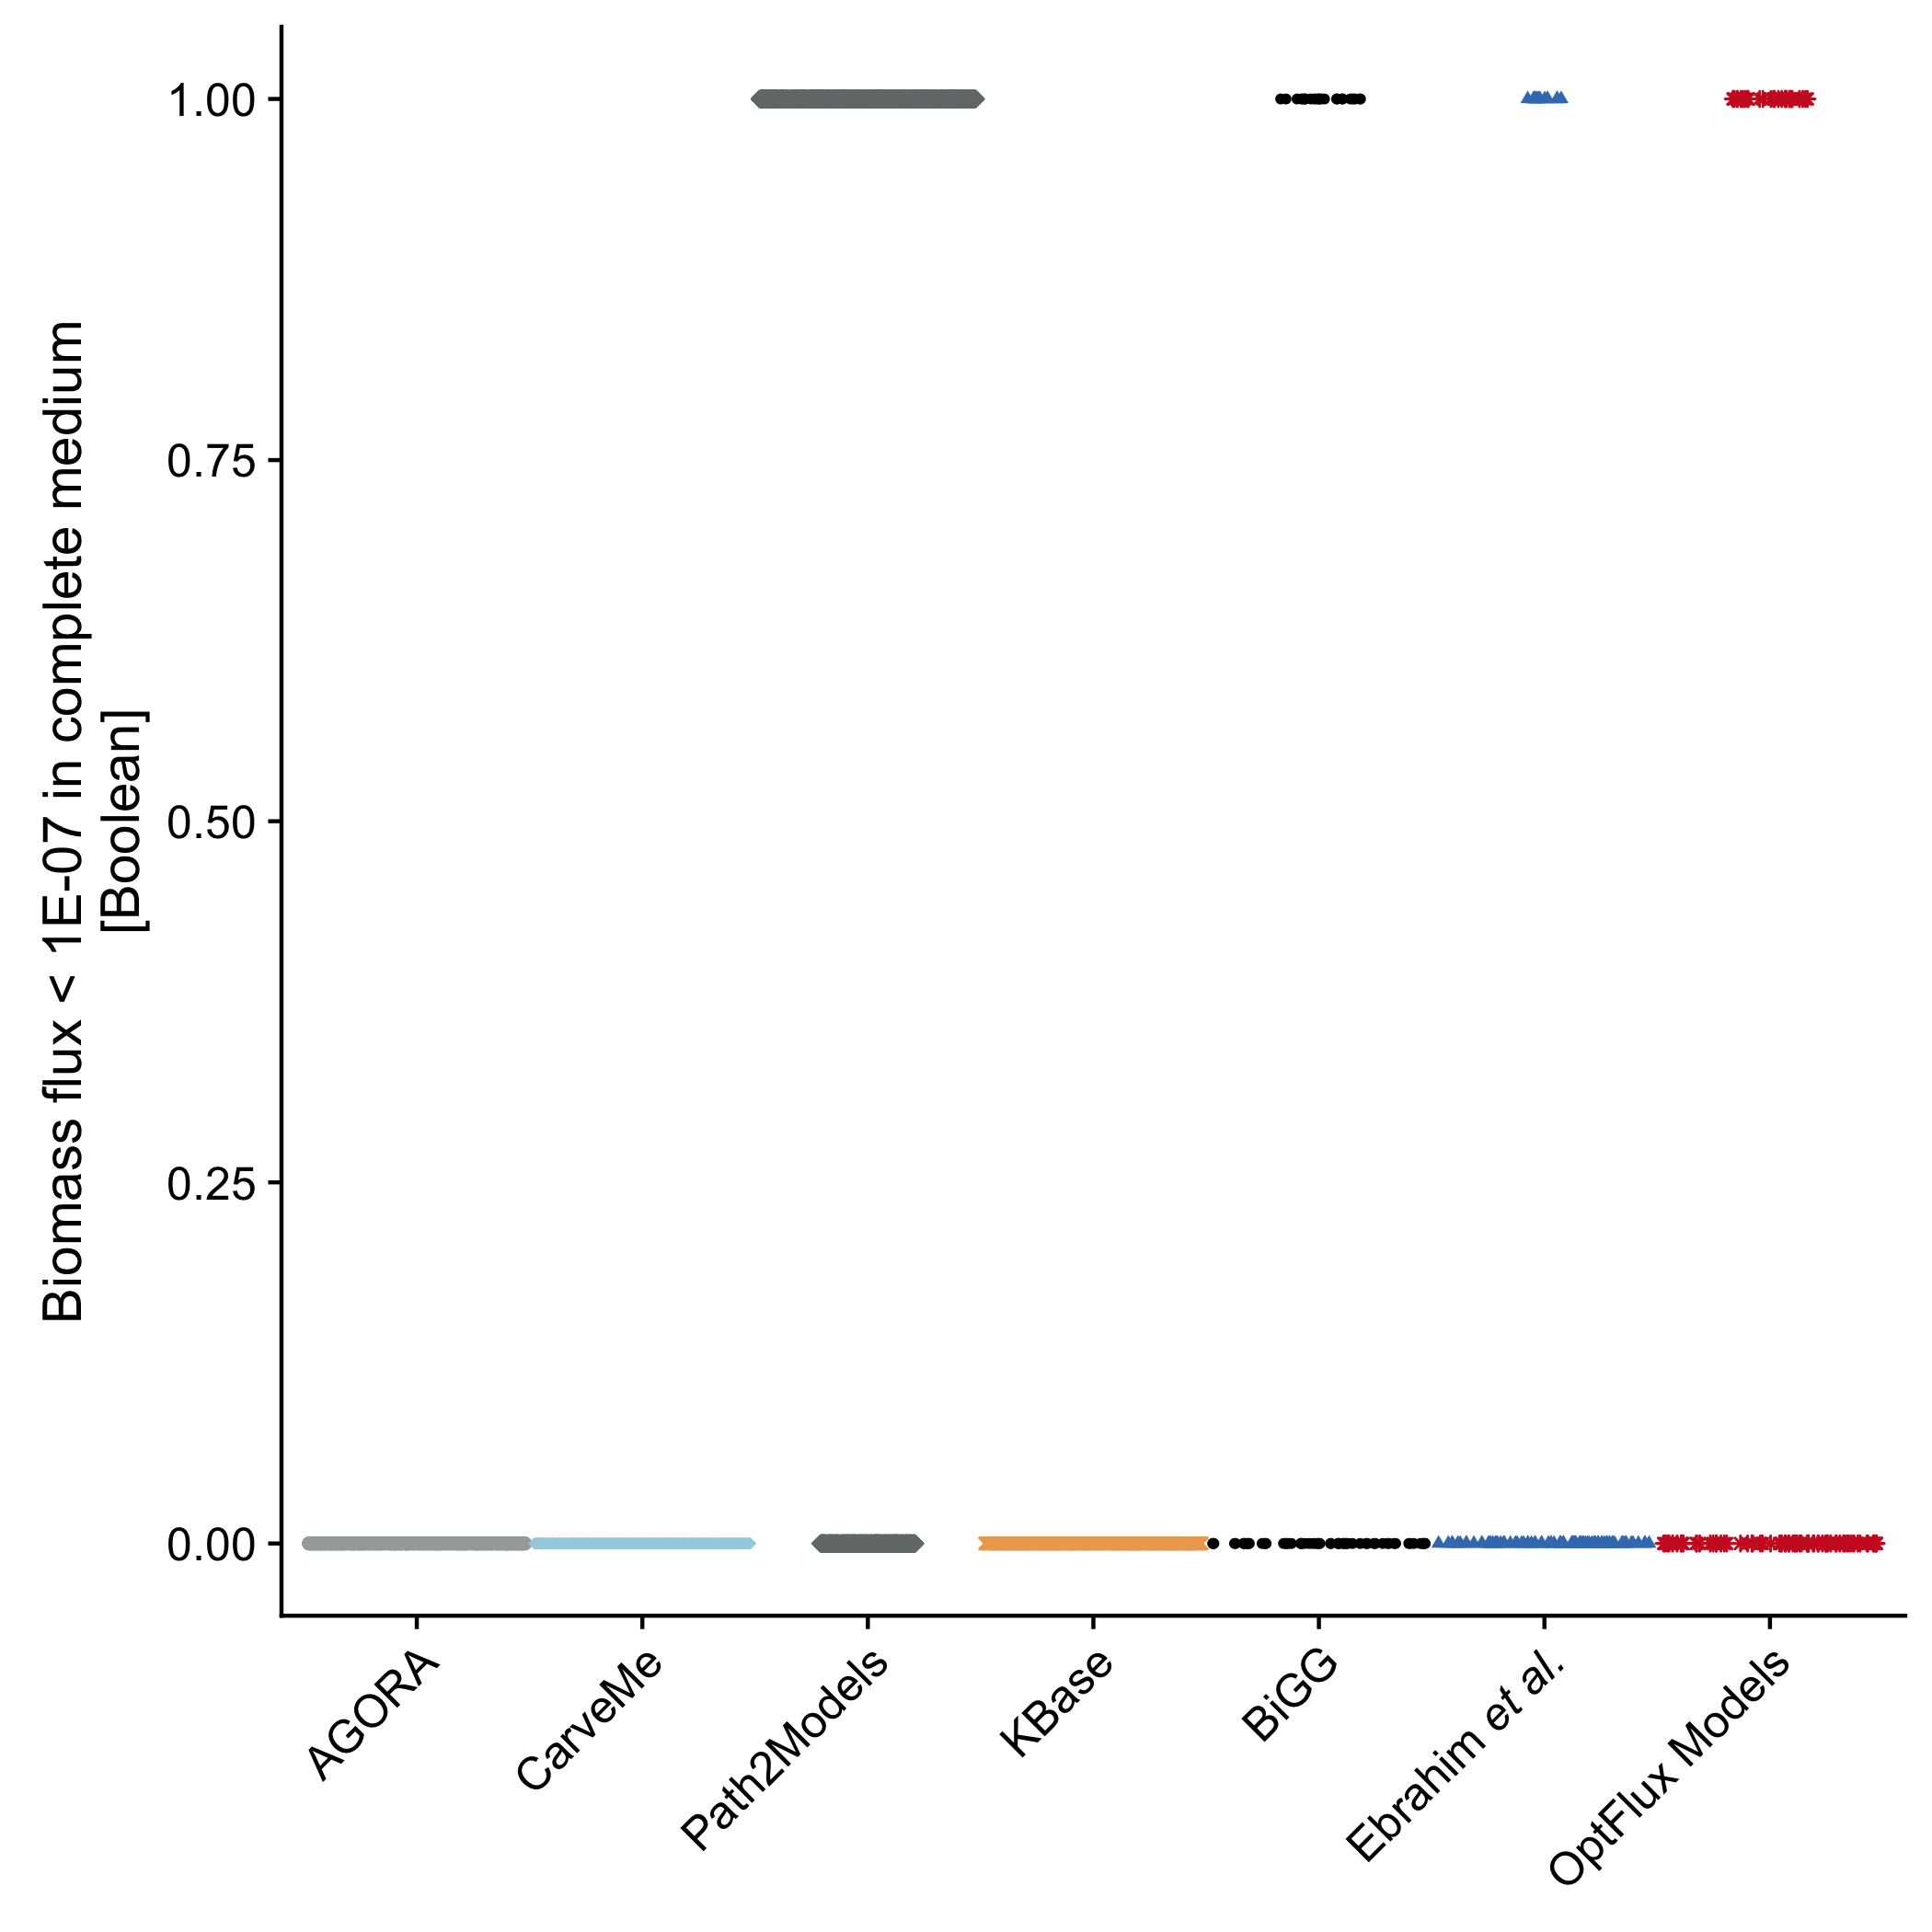 Biomass flux < 1E-07 in complete medium
[Boolean]
1.00
0.75
0.50
0.25
0.00
AGORA
CarveMe
Path2Models
KBase
BiGG
Ebrahim et al.
OptFlux Models